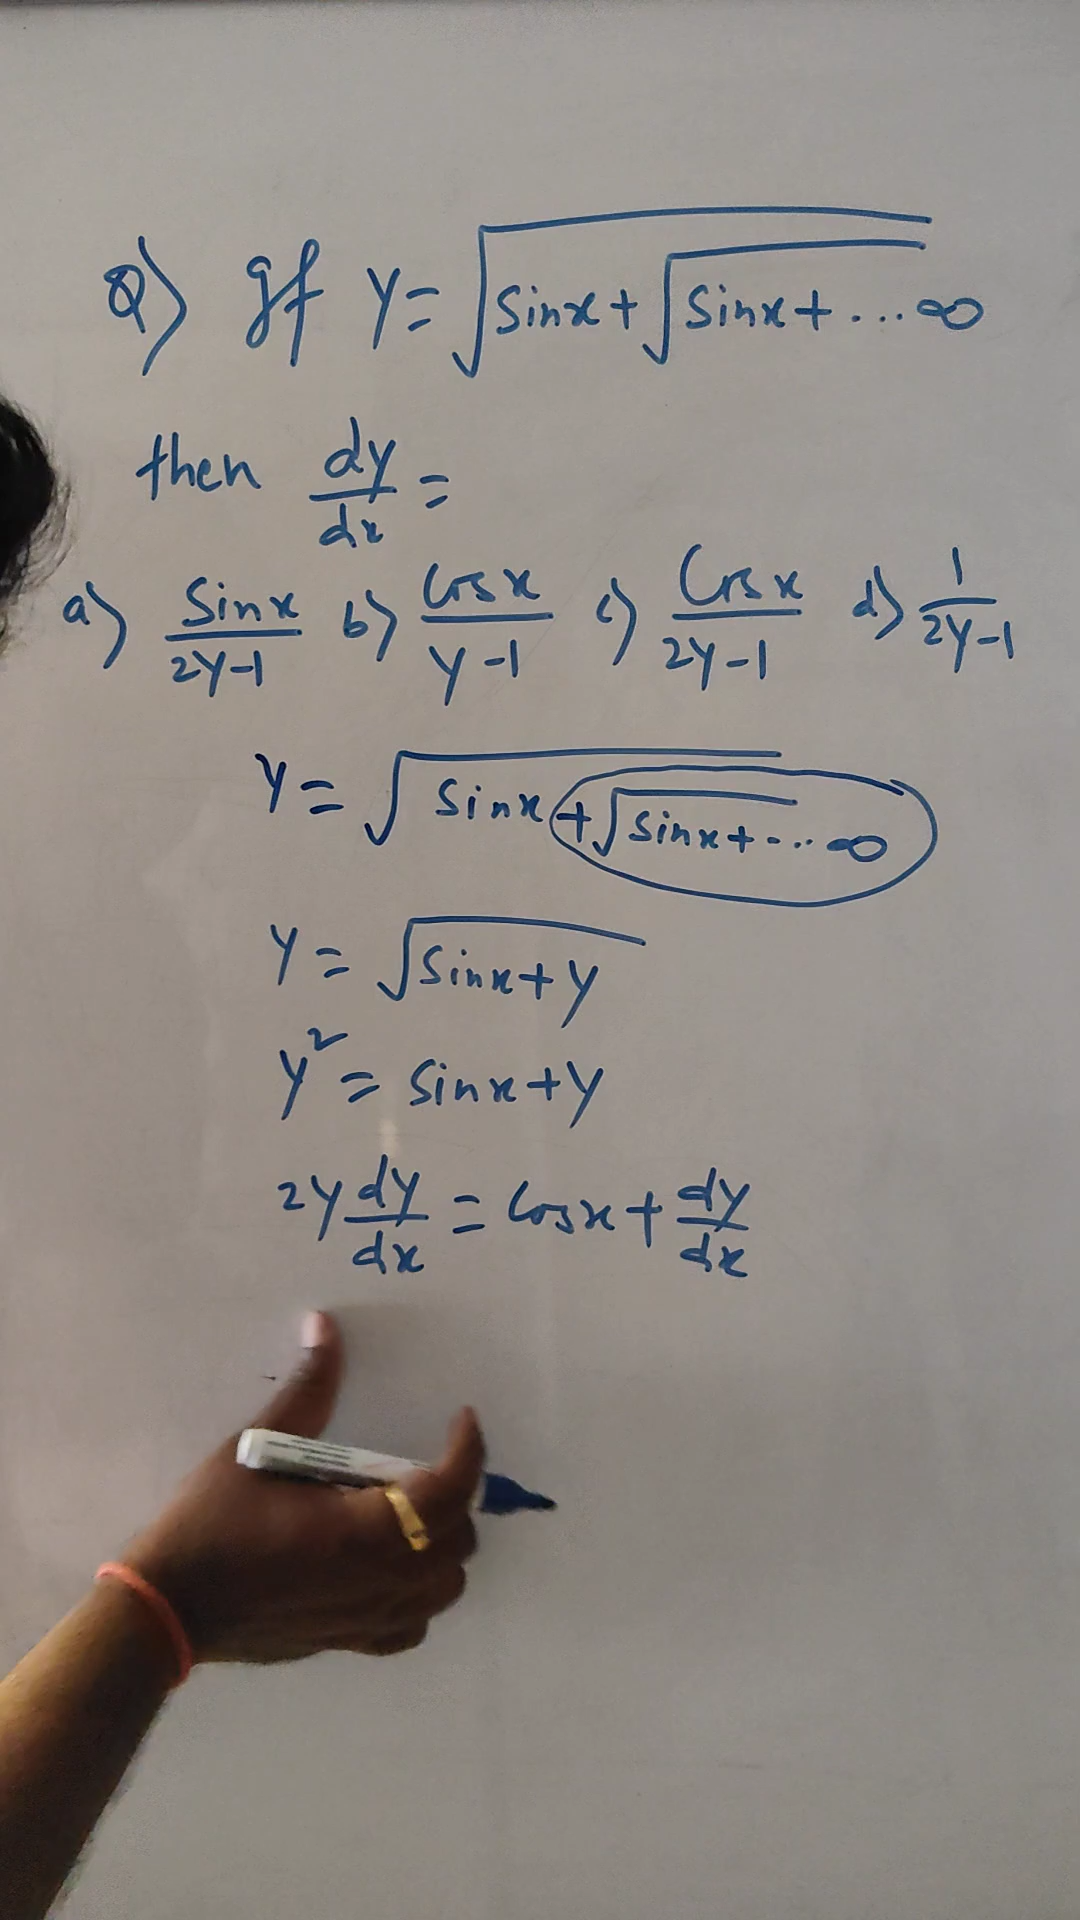 Q) If y = √(sinx + √(sinx + ... ∞
then dy/dx =
a) sinx/2y-1 b) cosx/y-1 c) cosx/2y-1 d) 1/2y-1
y = √(sinx + √(sinx + ... ∞
y = √(sinx + y
y² = sinx + y
2y dy/dx = cosx + dy/dx